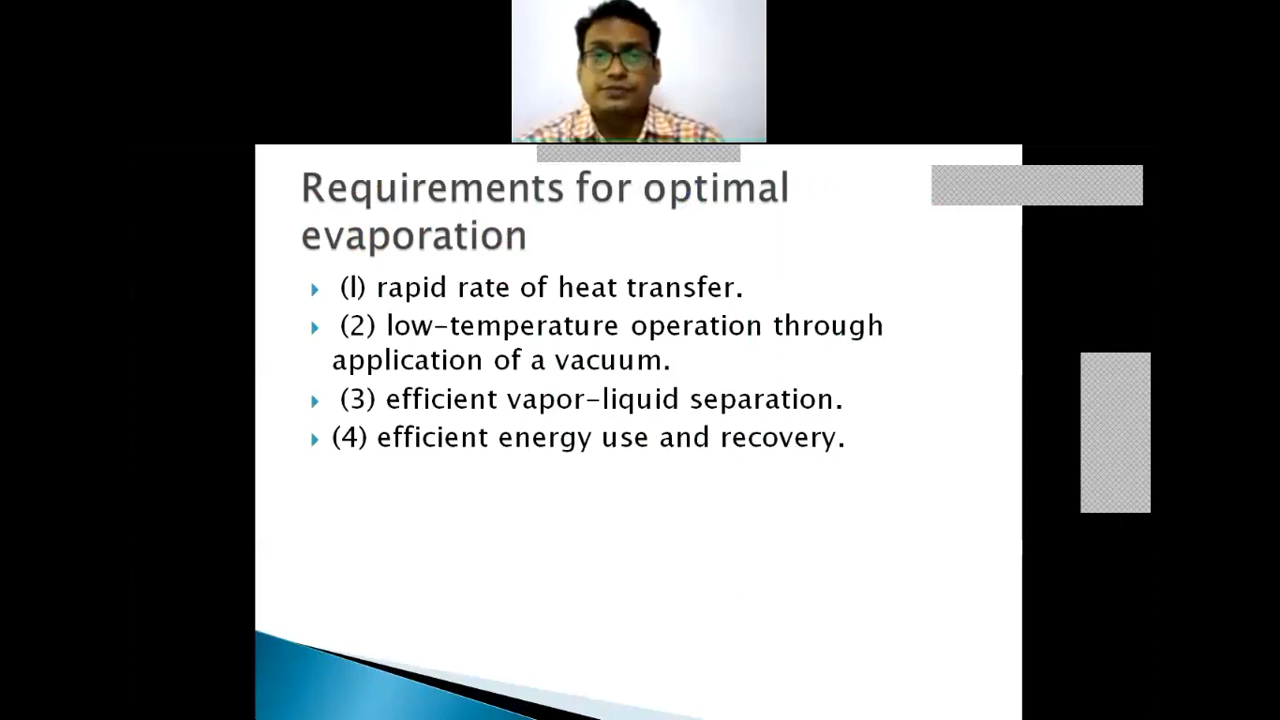 Requirements for optimal
evaporation
(l) rapid rate of heat transfer.
(2) low-temperature operation through
application of a vacuum.
(3) efficient vapor-liquid separation.
(4) efficient energy use and recovery.